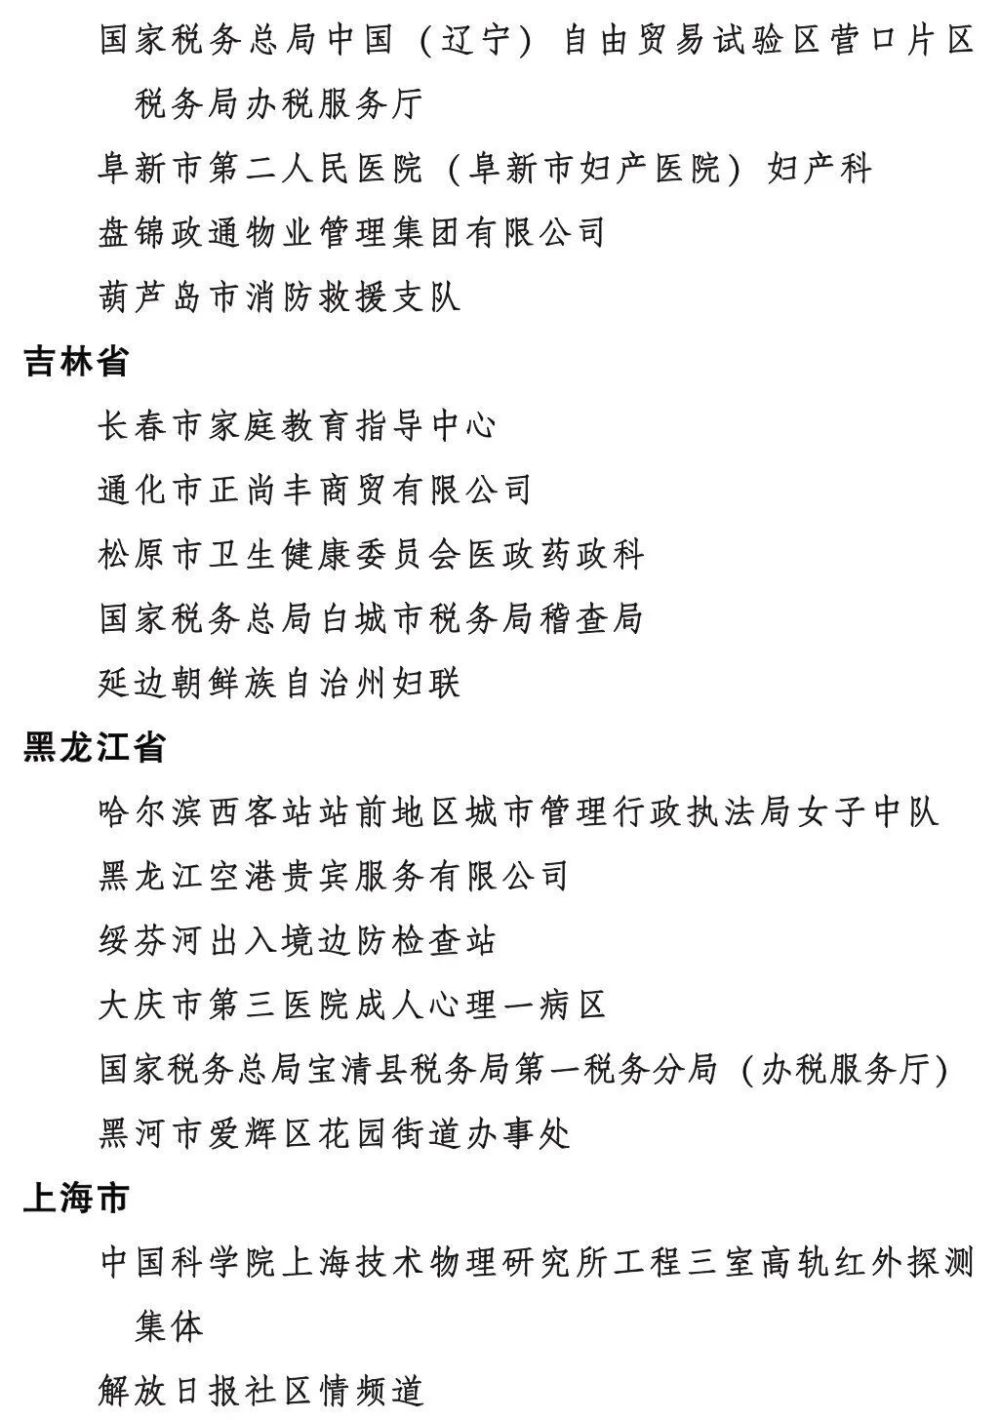 国家税务总局中国（辽宁）自由贸易试验区营口片区
税务局办税服务厅
阜新市第二人民医院（阜新市妇产医院）妇产科
盘锦政通物业管理集团有限公司
葫芦岛市消防救援支队
吉林省
长春市家庭教育指导中心
通化市正尚丰商贸有限公司
松原市卫生健康委员会医政药政科
国家税务总局白城市税务局稽查局
延边朝鲜族自治州妇联
黑龙江省
哈尔滨西客站站前地区城市管理行政执法局女子中队
黑龙江空港贵宾服务有限公司
绥芬河出入境边防检查站
大庆市第三医院成人心理一病区
国家税务总局宝清县税务局第一税务分局（办税服务厅）
黑河市爱辉区花园街道办事处
上海市
中国科学院上海技术物理研究所工程三室高轨红外探测
集体
解放日报社区情频道